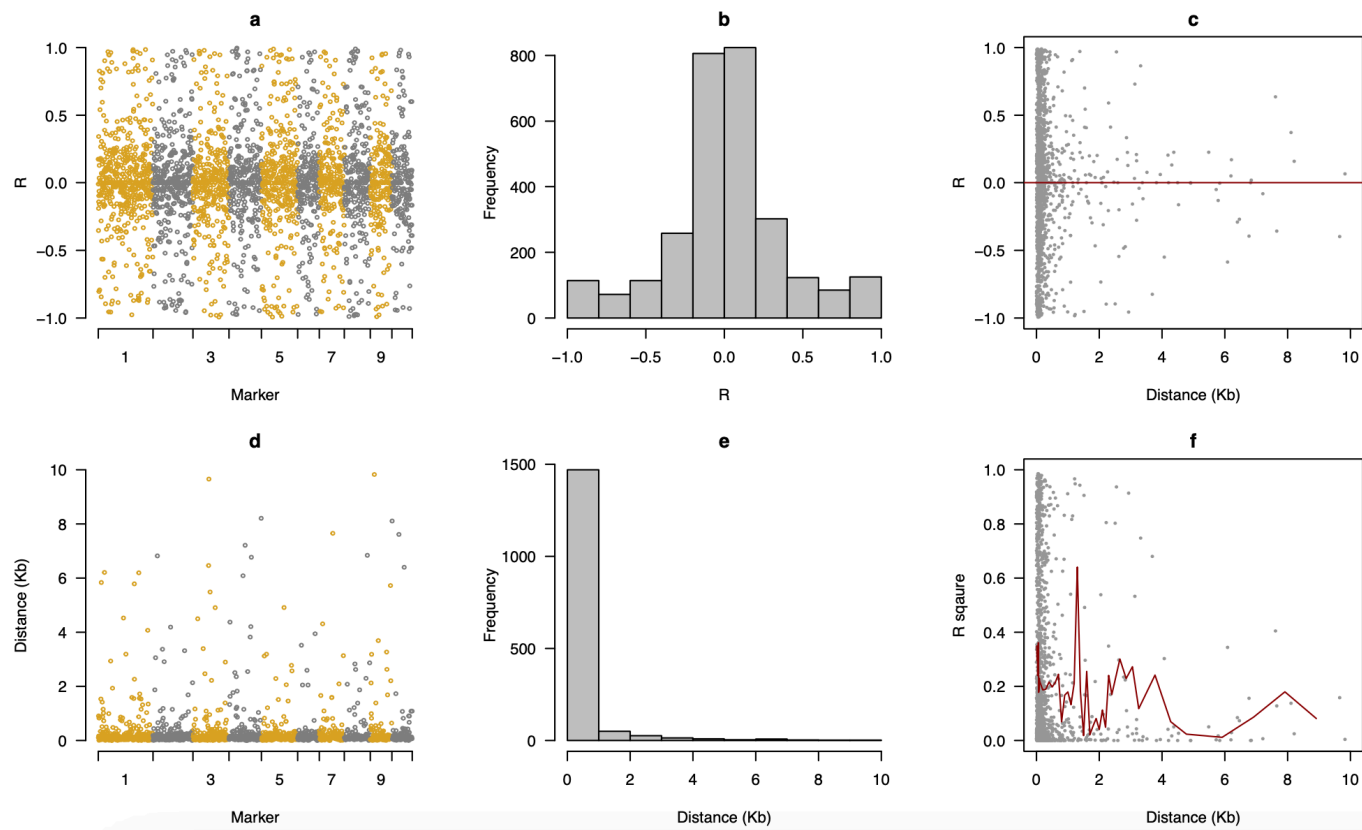 a
1.0
0.5
0.0
−0.5
−1.0
R
1 3 5 7 9
Marker
b
800
600
400
200
0
Frequency
−1.0 −0.5 0.0 0.5 1.0
R
c
1.0
0.5
0.0
−0.5
−1.0
R
0 2 4 6 8 10
Distance (Kb)
d
10
8
6
4
2
0
Distance (Kb)
1 3 5 7 9
Marker
e
1500
1000
500
0
Frequency
0 2 4 6 8 10
Distance (Kb)
f
1.0
0.8
0.6
0.4
0.2
0.0
R sqaure
0 2 4 6 8 10
Distance (Kb)